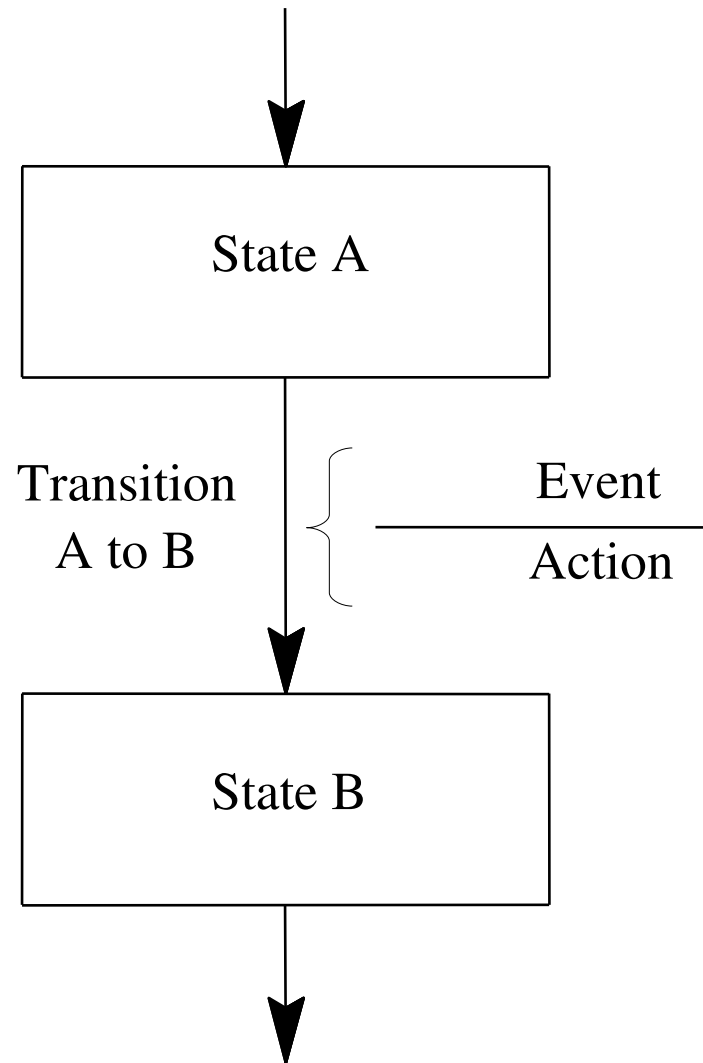 State A
Transition
A to B
Event
Action
State B